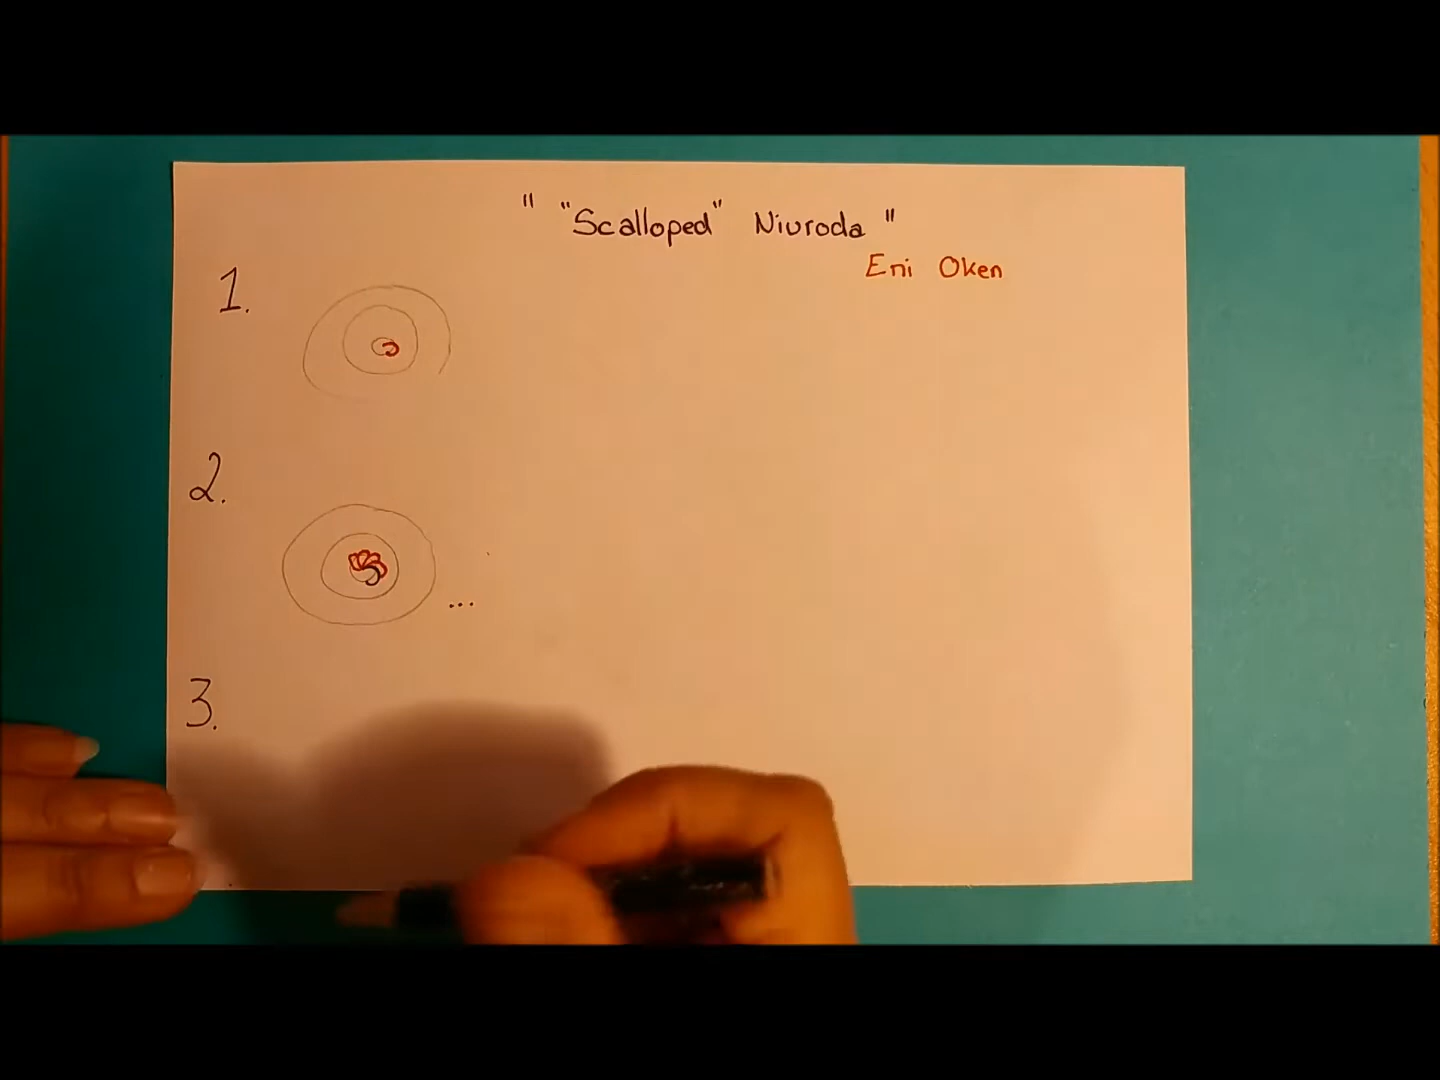 " "Scalloped" Niuroda "
Eni Oken
1.
2.
...
3.